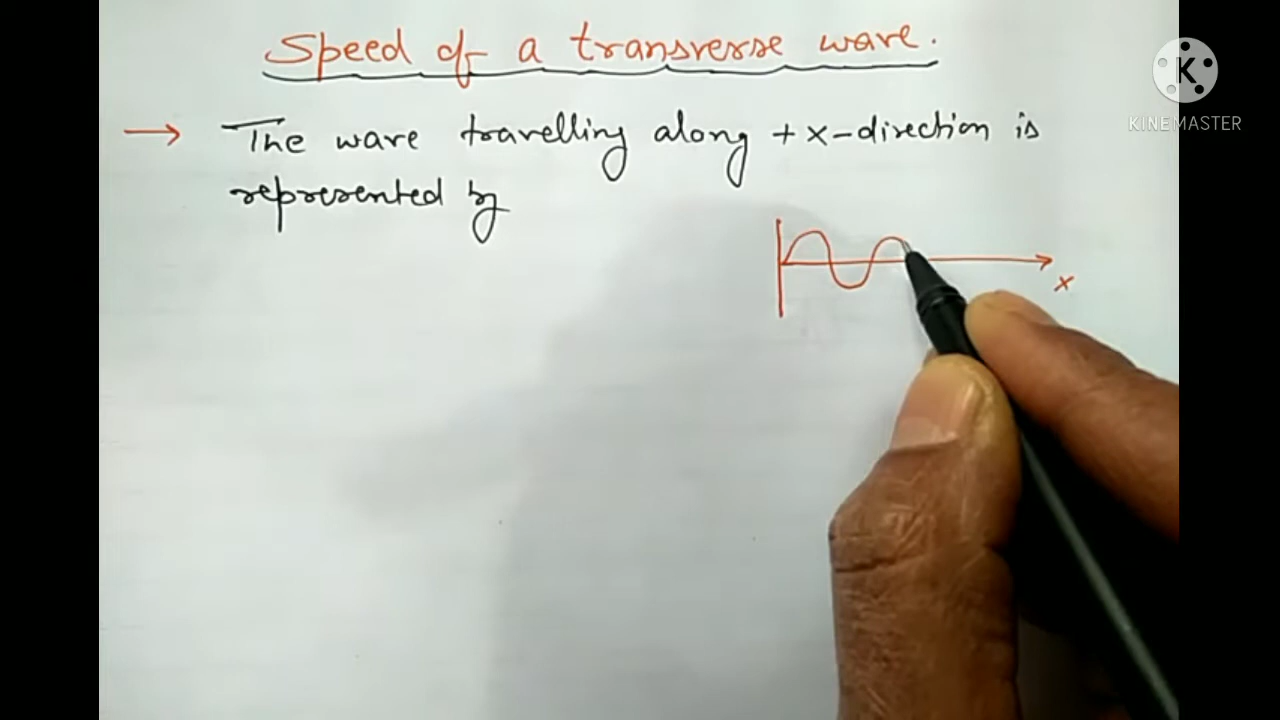 Speed of a transverse wave.
→ The wave travelling along +x-direction is
represented by
x
K
KINEMASTER